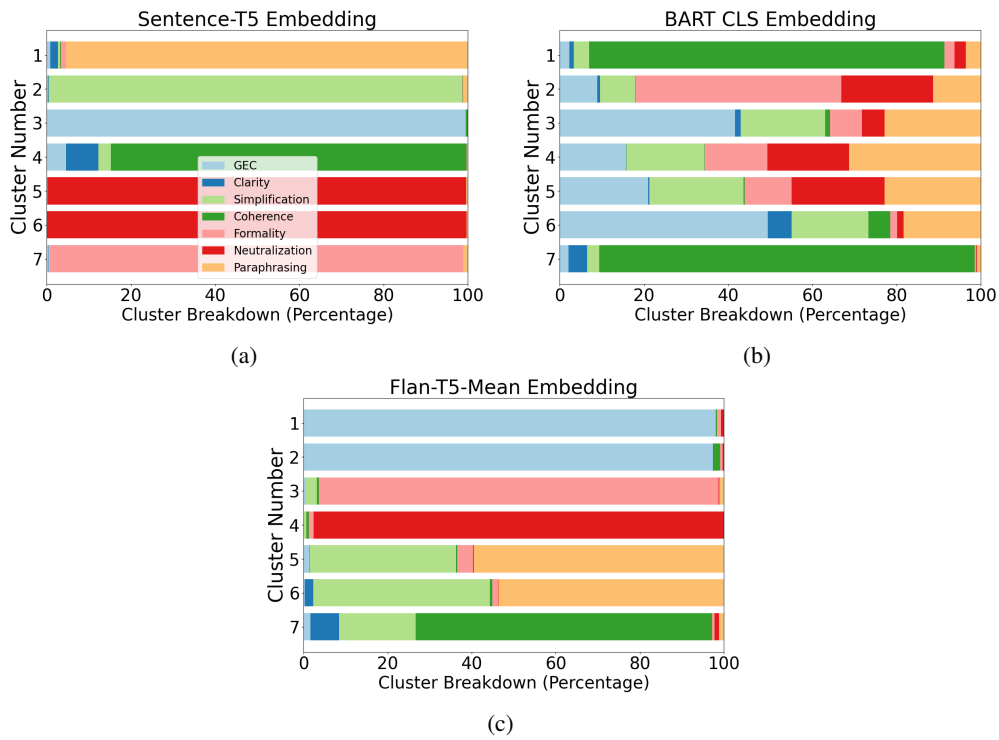 Sentence-T5 Embedding
Cluster Number
1
2
3
4
5
6
7
GEC
Clarity
Simplification
Coherence
Formality
Neutralization
Paraphrasing
0 20 40 60 80 100
Cluster Breakdown (Percentage)
(a)
BART CLS Embedding
Cluster Number
1
2
3
4
5
6
7
0 20 40 60 80 100
Cluster Breakdown (Percentage)
(b)
Flan-T5-Mean Embedding
Cluster Number
1
2
3
4
5
6
7
0 20 40 60 80 100
Cluster Breakdown (Percentage)
(c)